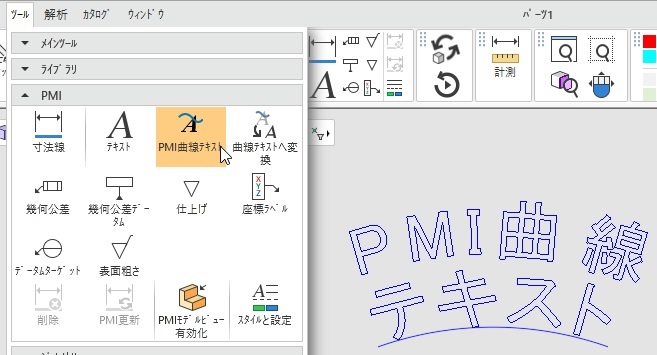 ﾂｰﾙ 解析 ｶﾀﾛｸﾞ ｳｨﾝﾄﾞｳ ﾊﾟｰﾂ1
ﾒｲﾝﾂｰﾙ
ﾗｲﾌﾞﾗﾘ
PMI
寸法線 ﾃｷｽﾄ PMI曲線ﾃｷｽﾄ 曲線ﾃｷｽﾄへ変換
幾何公差 幾何公差ﾃﾞｰﾀﾑ 仕上げ 座標ﾗﾍﾞﾙ
ﾃﾞｰﾀﾑﾀｰｹﾞｯﾄ 表面粗さ
削除 PMI更新 PMIﾓﾃﾞﾙﾋﾞｭｰ有効化 ｽﾀｲﾙと設定
計測
PMI曲線
テキスト